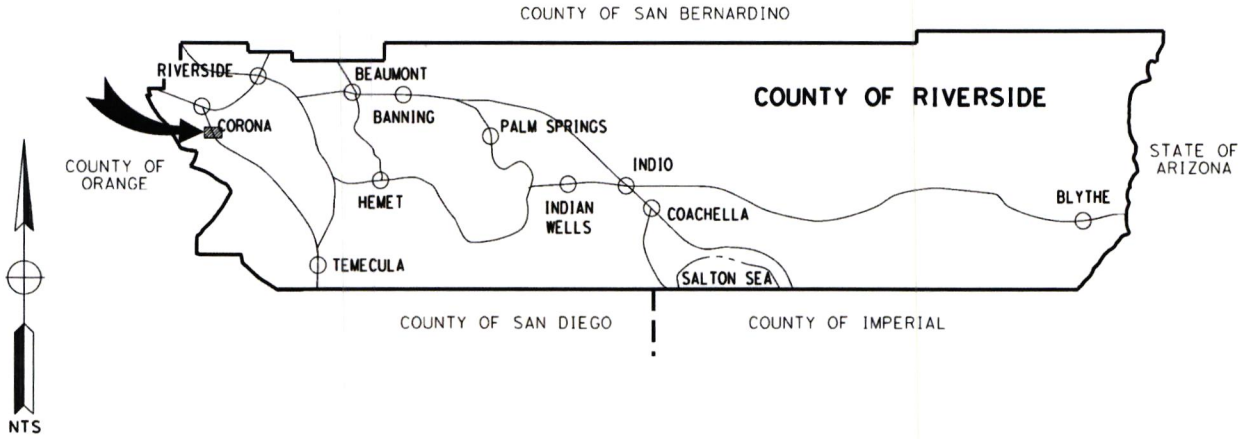 COUNTY OF SAN BERNARDINO
RIVERSIDE
BEAUMONT
BANNING
COUNTY OF RIVERSIDE
CORONA
PALM SPRINGS
COUNTY OF
ORANGE
STATE OF
ARIZONA
INDIO
HEMET
INDIAN
WELLS
COACHELLA
BLYTHE
TEMECULA
SALTON SEA
COUNTY OF SAN DIEGO
COUNTY OF IMPERIAL
NTS